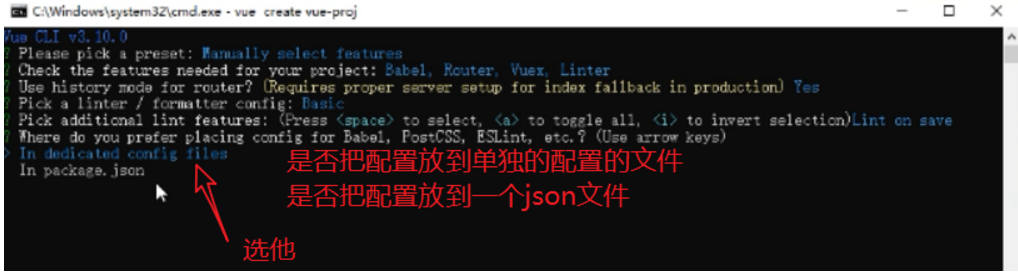 C:\Windows\system32\cmd.exe - vue  create vue-proj
Vue CLI v3.10.0
? Please pick a preset: Manually select features
? Check the features needed for your project: Babel, Router, Vuex, Linter
? Use history mode for router? (Requires proper server setup for index fallback in production) Yes
? Pick a linter / formatter config: Basic
? Pick additional lint features: (Press <space> to select, <a> to toggle all, <i> to invert selection)Lint on save
? Where do you prefer placing config for Babel, PostCSS, ESLint, etc.? (Use arrow keys)
> In dedicated config files
In package.json
是否把配置放到单独的配置的文件
是否把配置放到一个json文件
选他